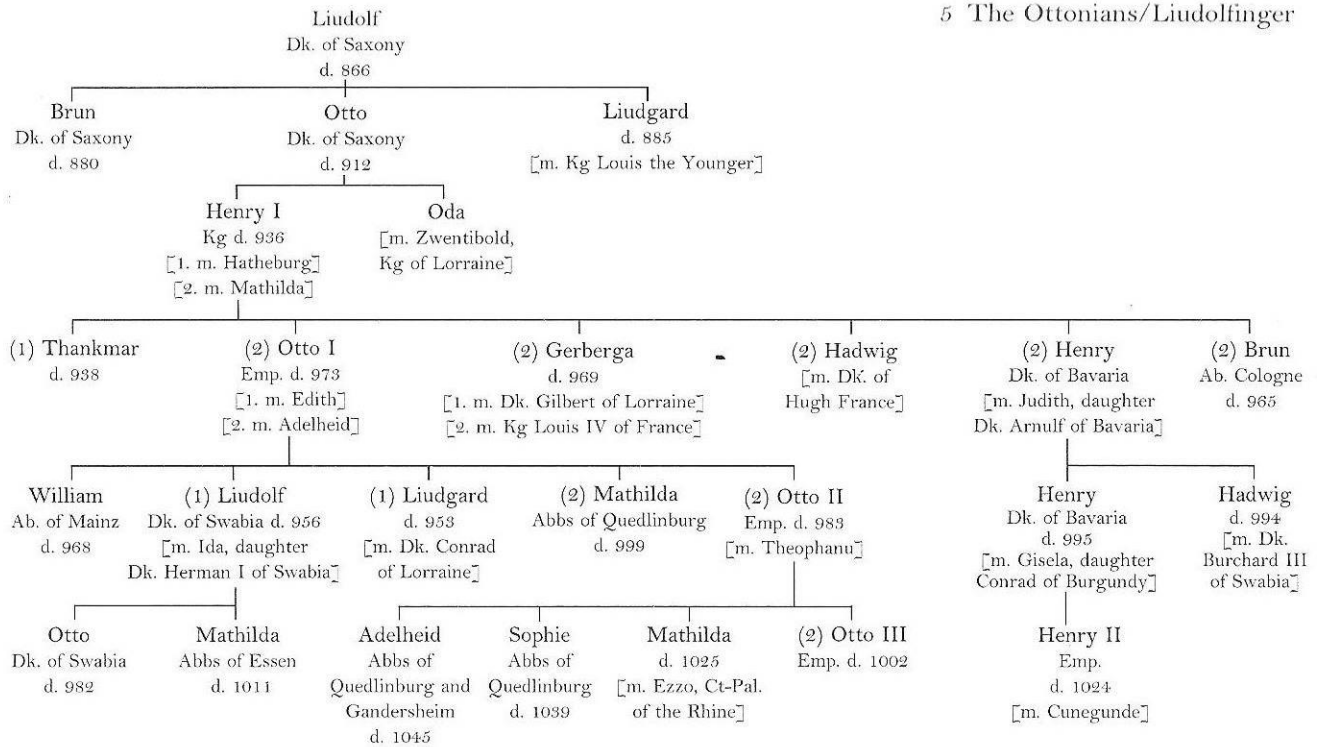 5 The Ottonians/Liudolfinger
Liudolf
Dk. of Saxony
d. 866
Brun
Dk. of Saxony
d. 880
Otto
Dk. of Saxony
d. 912
Liudgard
d. 885
[m. Kg Louis the Younger]
Henry I
Kg d. 936
[1. m. Hatheburg]
[2. m. Mathilda]
Oda
[m. Zwentibold,
Kg of Lorraine]
(1) Thankmar
d. 938
(2) Otto I
Emp. d. 973
[1. m. Edith]
[2. m. Adelheid]
(2) Gerberga
d. 969
[1. m. Dk. Gilbert of Lorraine]
[2. m. Kg Louis IV of France]
(2) Hadwig
[m. Dk. of
Hugh France]
(2) Henry
Dk. of Bavaria
[m. Judith, daughter
Dk. Arnulf of Bavaria]
(2) Brun
Ab. Cologne
d. 965
William
Ab. of Mainz
d. 968
(1) Liudolf
Dk. of Swabia d. 956
[m. Ida, daughter
Dk. Herman I of Swabia]
(1) Liudgard
d. 953
[m. Dk. Conrad
of Lorraine]
(2) Mathilda
Abbs of Quedlinburg
d. 999
(2) Otto II
Emp. d. 983
[m. Theophanu]
Henry
Dk. of Bavaria
d. 995
[m. Gisela, daughter
Conrad of Burgundy]
Hadwig
d. 994
[m. Dk.
Burchard III
of Swabia]
Otto
Dk. of Swabia
d. 982
Mathilda
Abbs of Essen
d. 1011
Adelheid
Abbs of
Quedlinburg and
Gandersheim
d. 1045
Sophie
Abbs of
Quedlinburg
d. 1039
Mathilda
d. 1025
[m. Ezzo, Ct-Pal.
of the Rhine]
(2) Otto III
Emp. d. 1002
Henry II
Emp.
d. 1024
[m. Cunegunde]